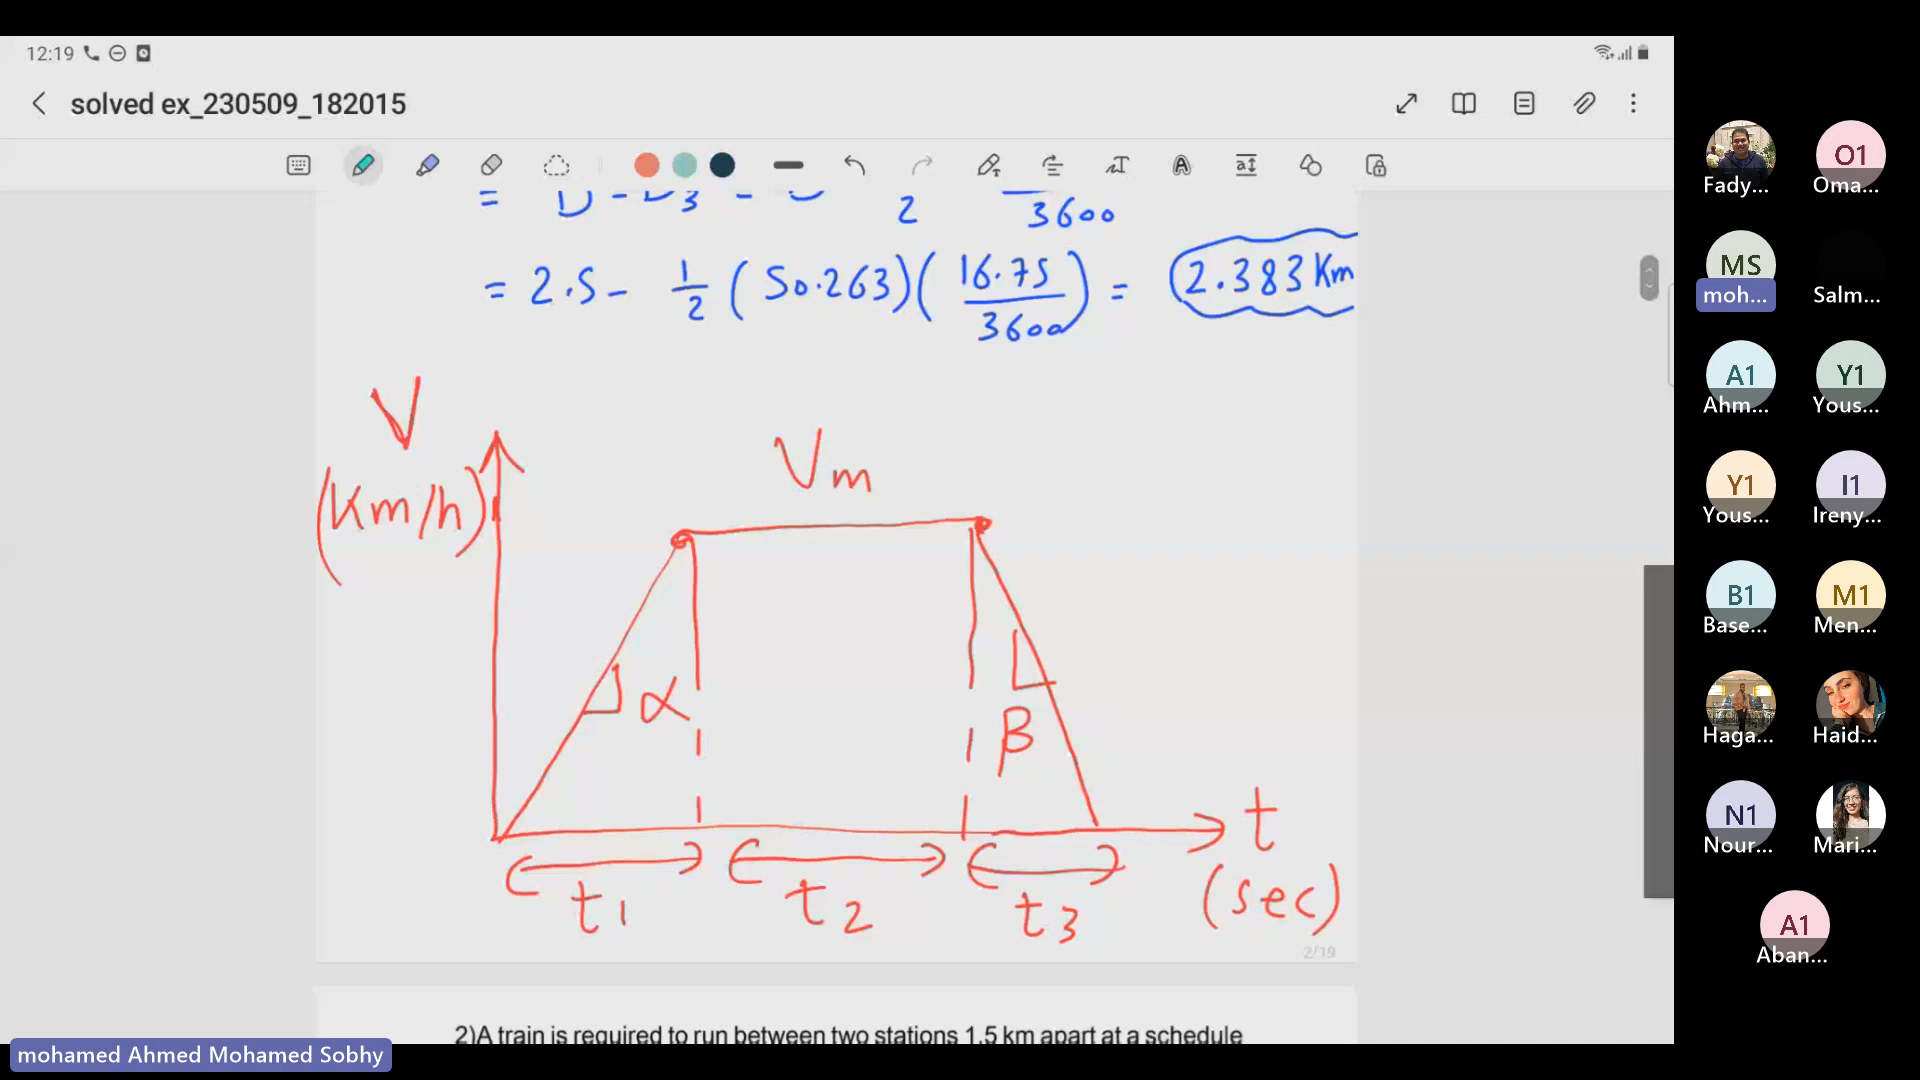 12:19
solved ex_230509_182015
= D - D3 -
2 3600
= 2.5 - 1/2 (50.263)(16.75/3600) = 2.383 Km
V
(Km/h)
Vm
α
β
t
t1
t2
t3
(sec)
2/19
2)A train is required to run between two stations 1.5 km apart at a schedule
mohamed Ahmed Mohamed Sobhy
Fady...
O1
Oma...
MS
moh...
Salm...
A1
Ahm...
Y1
Yous...
Y1
Yous...
I1
Ireny...
B1
Base...
M1
Men...
Haga...
Haid...
N1
Nour...
Mari...
A1
Aban...